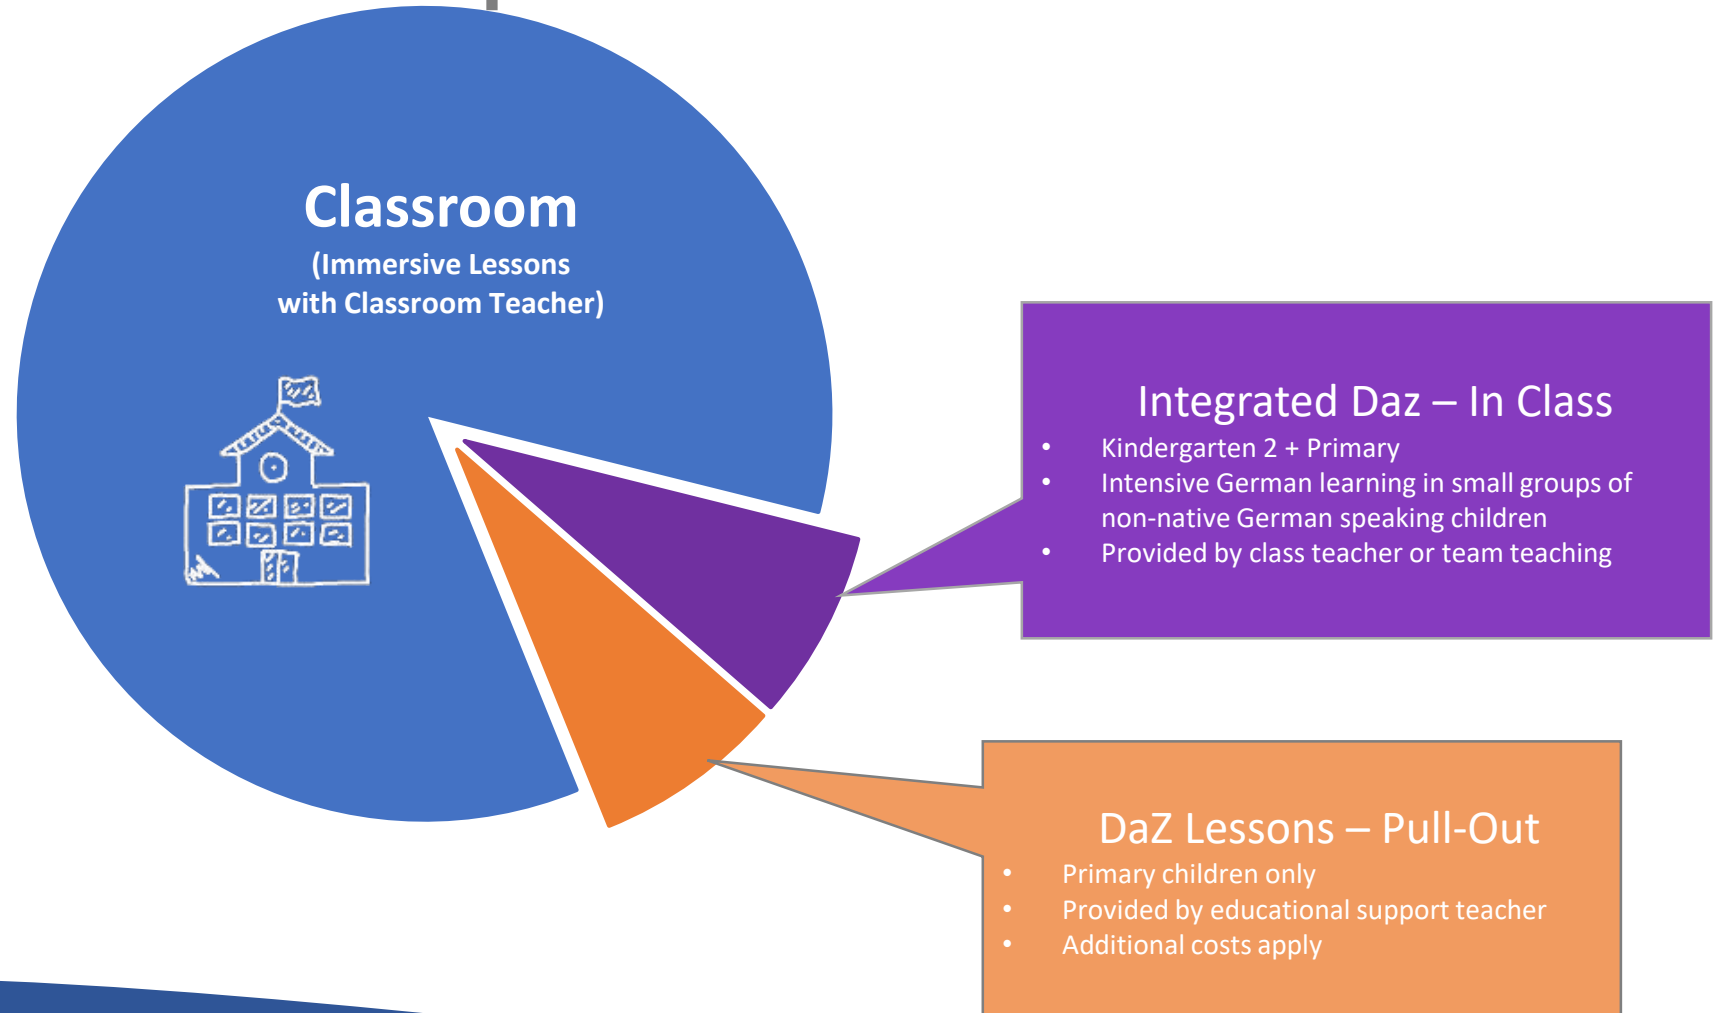 Classroom
(Immersive Lessons
with Classroom Teacher)
Integrated Daz – In Class
• Kindergarten 2 + Primary
• Intensive German learning in small groups of
non-native German speaking children
• Provided by class teacher or team teaching
DaZ Lessons – Pull-Out
• Primary children only
• Provided by educational support teacher
• Additional costs apply